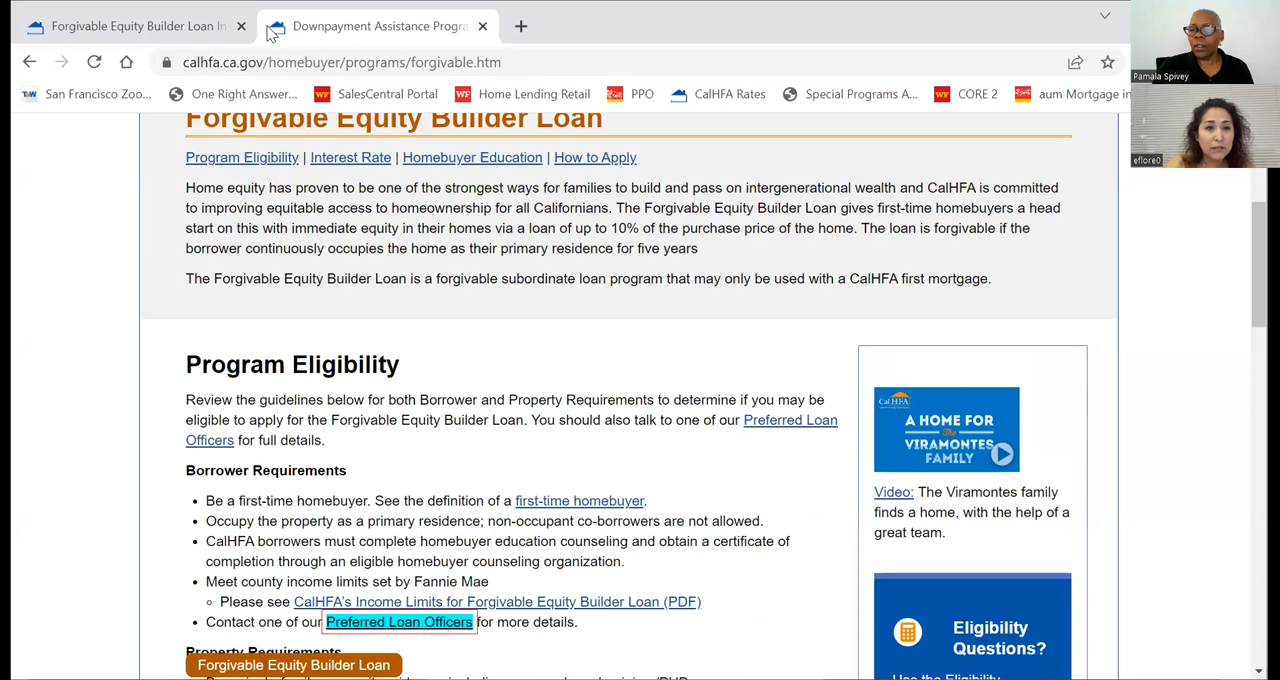 Forgivable Equity Builder Loan In
Downpayment Assistance Progra
calhfa.ca.gov/homebuyer/programs/forgivable.htm
San Francisco Zoo... One Right Answer... SalesCentral Portal Home Lending Retail PPO CalHFA Rates Special Programs A... CORE 2 aum Mortgage in
Pamala Spivey
eflore0
Forgivable Equity Builder Loan
Program Eligibility | Interest Rate | Homebuyer Education | How to Apply
Home equity has proven to be one of the strongest ways for families to build and pass on intergenerational wealth and CalHFA is committed
to improving equitable access to homeownership for all Californians. The Forgivable Equity Builder Loan gives first-time homebuyers a head
start on this with immediate equity in their homes via a loan of up to 10% of the purchase price of the home. The loan is forgivable if the
borrower continuously occupies the home as their primary residence for five years
The Forgivable Equity Builder Loan is a forgivable subordinate loan program that may only be used with a CalHFA first mortgage.
Program Eligibility
Review the guidelines below for both Borrower and Property Requirements to determine if you may be
eligible to apply for the Forgivable Equity Builder Loan. You should also talk to one of our Preferred Loan
Officers for full details.
Borrower Requirements
• Be a first-time homebuyer. See the definition of a first-time homebuyer.
• Occupy the property as a primary residence; non-occupant co-borrowers are not allowed.
• CalHFA borrowers must complete homebuyer education counseling and obtain a certificate of
completion through an eligible homebuyer counseling organization.
• Meet county income limits set by Fannie Mae
Please see CalHFA's Income Limits for Forgivable Equity Builder Loan (PDF)
• Contact one of our Preferred Loan Officers for more details.
Property Requirements
Forgivable Equity Builder Loan
CalHFA
A HOME FOR
The
VIRAMONTES
FAMILY
Video: The Viramontes family
finds a home, with the help of a
great team.
Eligibility
Questions?
Use the Eligibility